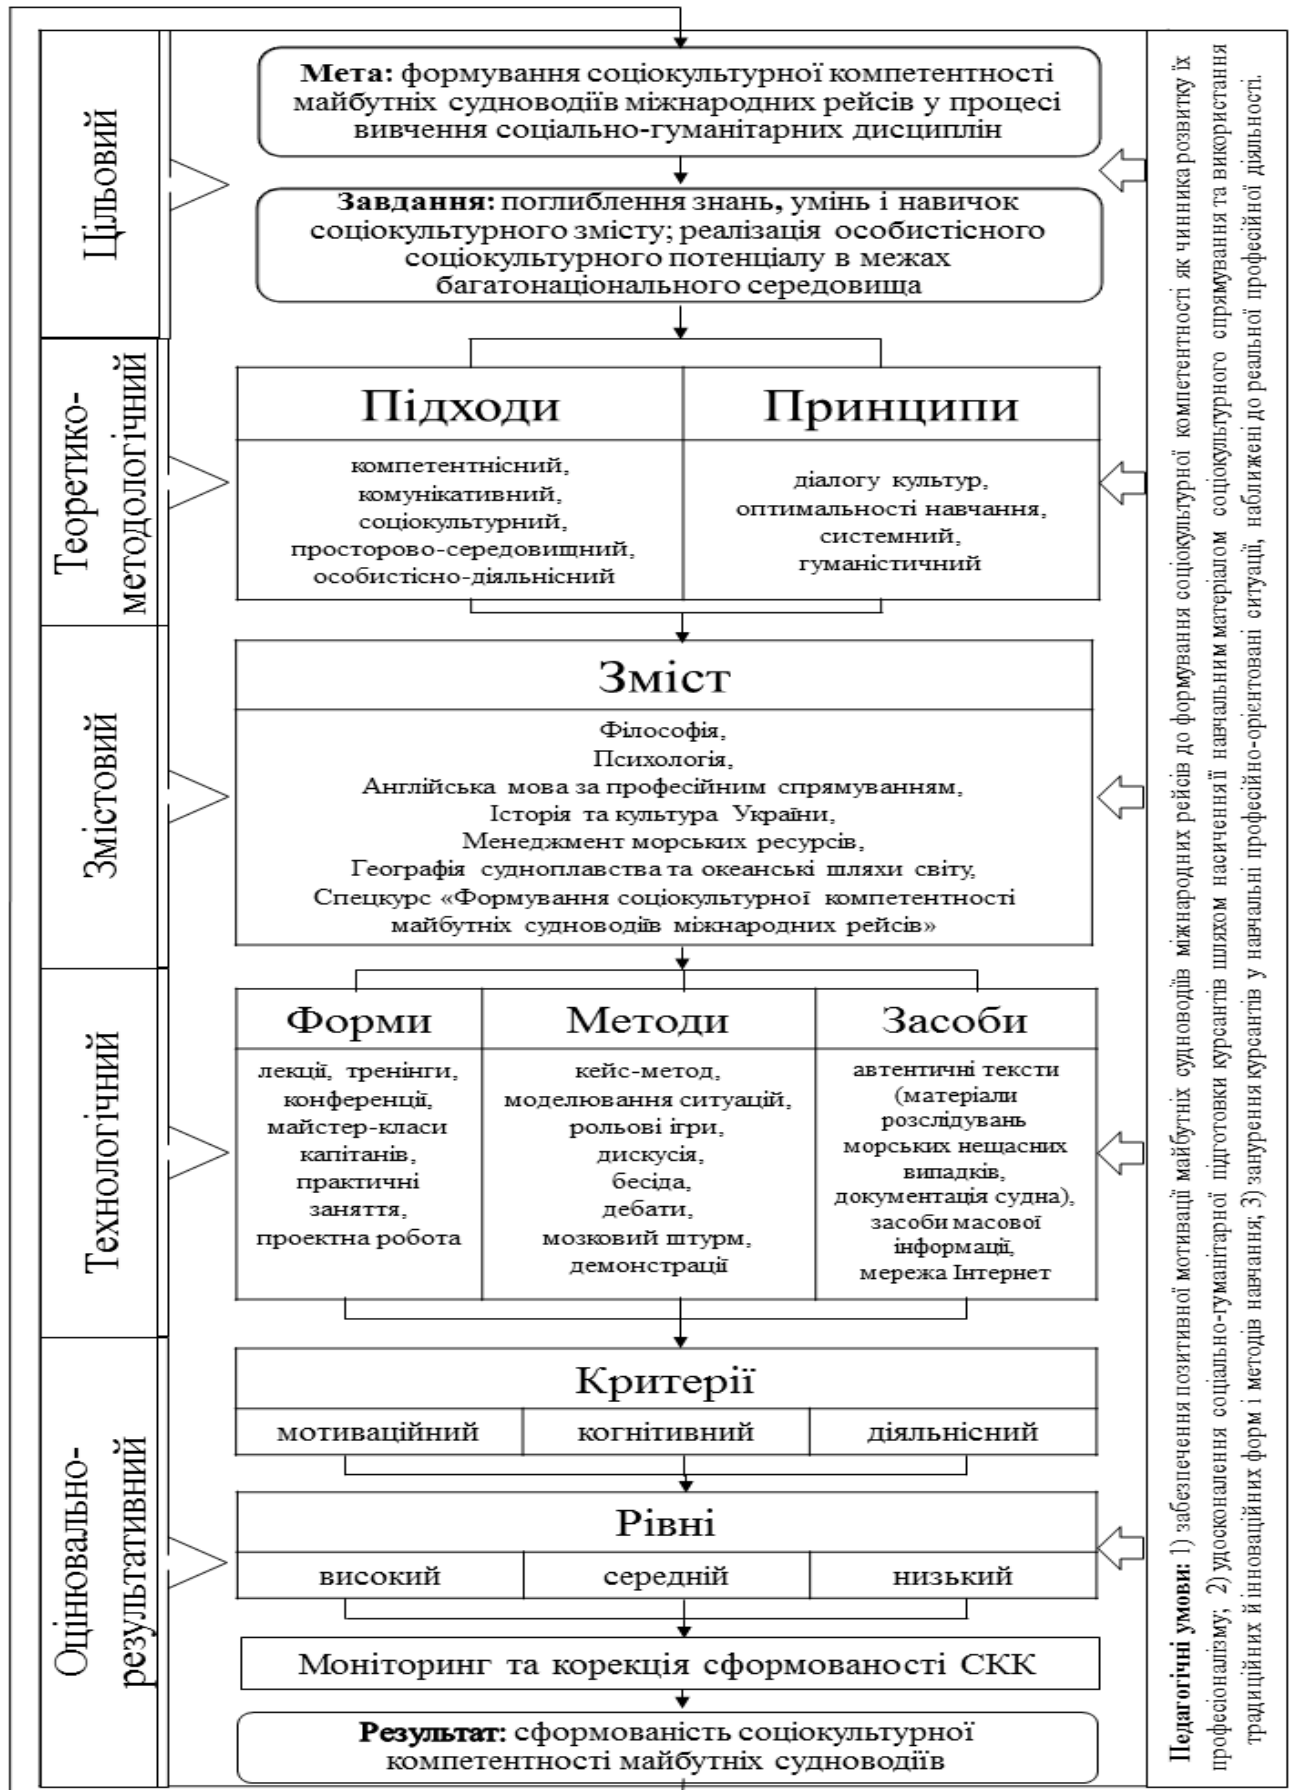 Цільовий
Мета: формування соціокультурної компетентності
майбутніх судноводіїв міжнародних рейсів у процесі
вивчення соціально-гуманітарних дисциплін
Завдання: поглиблення знань, умінь і навичок
соціокультурного змісту; реалізація особистісного
соціокультурного потенціалу в межах
багатонаціонального середовища
Теоретико-
методологічний
Підходи
компетентнісний,
комунікативний,
соціокультурний,
просторово-середовищний,
особистісно-діяльнісний
Принципи
діалогу культур,
оптимальності навчання,
системний,
гуманістичний
Змістовий
Зміст
Філософія,
Психологія,
Англійська мова за професійним спрямуванням,
Історія та культура України,
Менеджмент морських ресурсів,
Географія судноплавства та океанські шляхи світу,
Спецкурс «Формування соціокультурної компетентності
майбутніх судноводіїв міжнародних рейсів»
Технологічний
Форми
лекції, тренінги,
конференції,
майстер-класи
капітанів,
практичні
заняття,
проектна робота
Методи
кейс-метод,
моделювання ситуацій,
рольові ігри,
дискусія,
бесіда,
дебати,
мозковий штурм,
демонстрації
Засоби
автентичні тексти
(матеріали
розслідувань
морських нещасних
випадків,
документація судна),
засоби масової
інформації,
мережа Інтернет
Оцінювально-
результативний
Критерії
мотиваційний
когнітивний
діяльнісний
Рівні
високий
середній
низький
Моніторинг та корекція сформованості СКК
Результат: сформованість соціокультурної
компетентності майбутніх судноводіїв
Педагогічні умови: 1) забезпечення позитивної мотивації майбутніх судноводіїв міжнародних рейсів до формування соціокультурної компетентності як чинника розвитку їх
професіоналізму; 2) удосконалення соціально-гуманітарної підготовки курсантів шляхом насичення її навчальним матеріалом соціокультурного спрямування та використання
традиційних й інноваційних форм і методів навчання; 3) занурення курсантів у навчальні професійно-орієнтовані ситуації, наближені до реальної професійної діяльності.